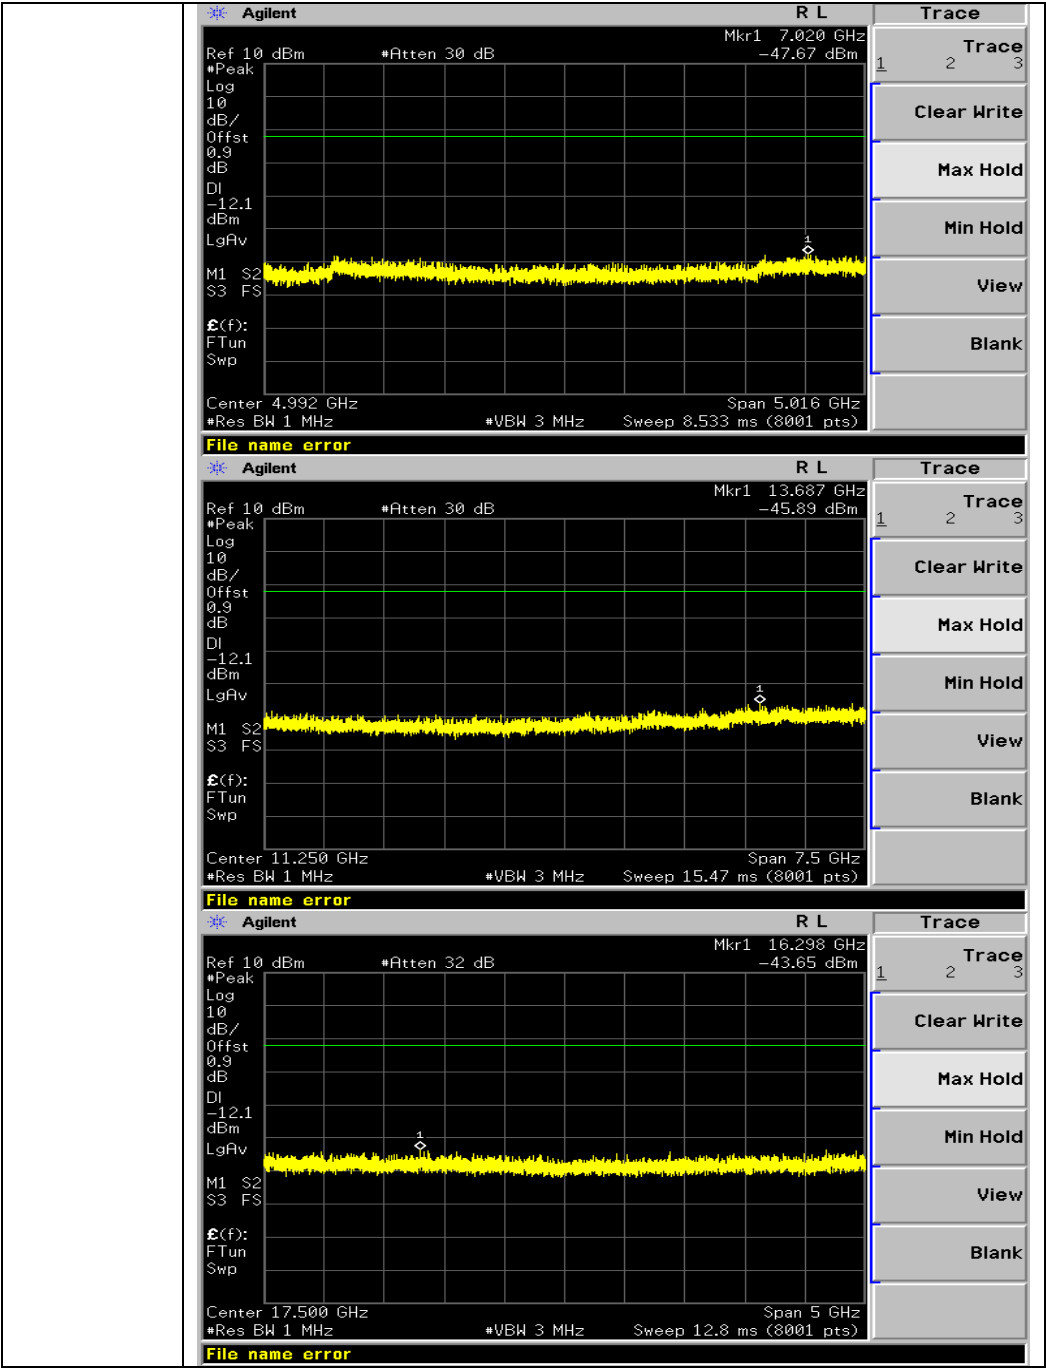 Agilent R L Trace
Mkr1 7.020 GHz
Ref 10 dBm #Atten 30 dB -47.67 dBm
#Peak
Log
10
dB/
Offst
0.9
dB
DI
-12.1
dBm
LgAv
M1 S2
S3 FS
£(f):
FTun
Swp
1
Center 4.992 GHz Span 5.016 GHz
#Res BW 1 MHz #VBW 3 MHz Sweep 8.533 ms (8001 pts)
File name error
Trace
1 2 3
Clear Write
Max Hold
Min Hold
View
Blank
Agilent R L Trace
Mkr1 13.687 GHz
Ref 10 dBm #Atten 30 dB -45.89 dBm
#Peak
Log
10
dB/
Offst
0.9
dB
DI
-12.1
dBm
LgAv
M1 S2
S3 FS
£(f):
FTun
Swp
1
Center 11.250 GHz Span 7.5 GHz
#Res BW 1 MHz #VBW 3 MHz Sweep 15.47 ms (8001 pts)
File name error
Trace
1 2 3
Clear Write
Max Hold
Min Hold
View
Blank
Agilent R L Trace
Mkr1 16.298 GHz
Ref 10 dBm #Atten 32 dB -43.65 dBm
#Peak
Log
10
dB/
Offst
0.9
dB
DI
-12.1
dBm
LgAv
M1 S2
S3 FS
£(f):
FTun
Swp
1
Center 17.500 GHz Span 5 GHz
#Res BW 1 MHz #VBW 3 MHz Sweep 12.8 ms (8001 pts)
File name error
Trace
1 2 3
Clear Write
Max Hold
Min Hold
View
Blank